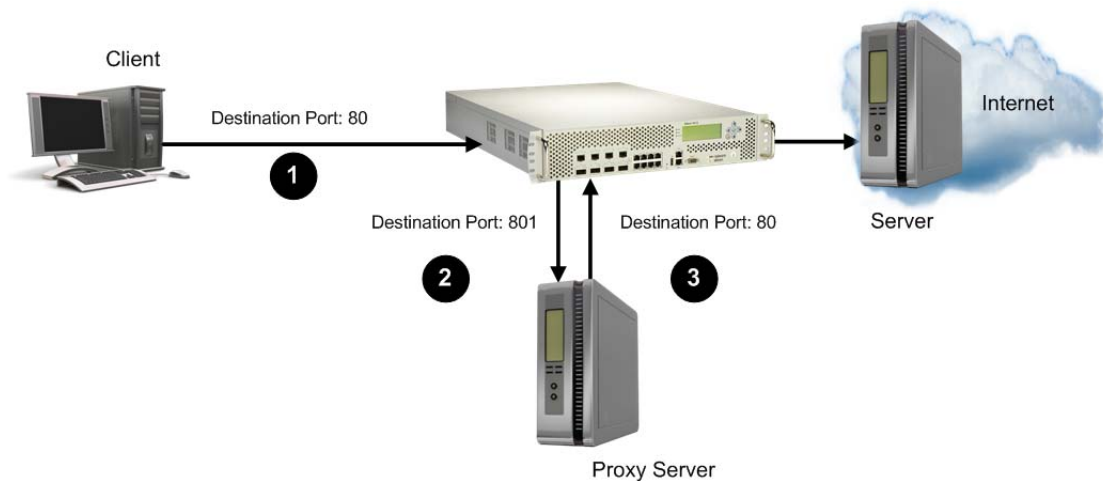 Client
Destination Port: 80
1
Internet
Server
Destination Port: 801
Destination Port: 80
2
3
Proxy Server